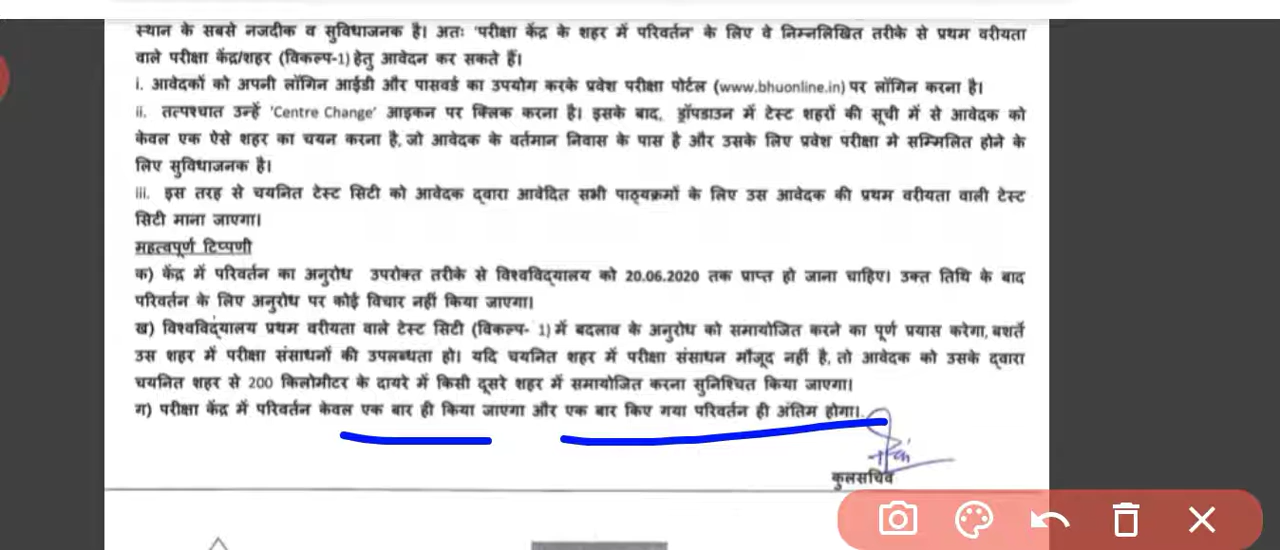 स्थान के सबसे नजदीक व सुविधाजनक है। अतः 'परीक्षा केंद्र के शहर में परिवर्तन' के लिए वे निम्नलिखित तरीके से प्रथम वरीयता
वाले परीक्षा केंद्र/शहर (विकल्प-1) हेतु आवेदन कर सकते हैं।
i. आवेदकों को अपनी लॉगिन आईडी और पासवर्ड का उपयोग करके प्रवेश परीक्षा पोर्टल (www.bhuonline.in) पर लॉगिन करना है।
ii. तत्पश्चात उन्हें 'Centre Change' आइकन पर क्लिक करना है। इसके बाद, ड्रॉपडाउन में टेस्ट शहरों की सूची में से आवेदक को
केवल एक ऐसे शहर का चयन करना है, जो आवेदक के वर्तमान निवास के पास है और उसके लिए प्रवेश परीक्षा मे सम्मिलित होने के
लिए सुविधाजनक है।
iii. इस तरह से चयनित टेस्ट सिटी को आवेदक द्वारा आवेदित सभी पाठ्यक्रमों के लिए उस आवेदक की प्रथम वरीयता वाली टेस्ट
सिटी माना जाएगा।
महत्वपूर्ण टिप्पणी
क) केंद्र में परिवर्तन का अनुरोध उपरोक्त तरीके से विश्वविद्यालय को 20.06.2020 तक प्राप्त हो जाना चाहिए। उक्त तिथि के बाद
परिवर्तन के लिए अनुरोध पर कोई विचार नहीं किया जाएगा।
ख) विश्वविद्यालय प्रथम वरीयता वाले टेस्ट सिटी (विकल्प- 1) में बदलाव के अनुरोध को समायोजित करने का पूर्ण प्रयास करेगा, बशर्ते
उस शहर में परीक्षा संसाधनों की उपलब्धता हो। यदि चयनित शहर में परीक्षा संसाधन मौजूद नहीं है, तो आवेदक को उसके द्वारा
चयनित शहर से 200 किलोमीटर के दायरे में किसी दूसरे शहर में समायोजित करना सुनिश्चित किया जाएगा।
ग) परीक्षा केंद्र में परिवर्तन केवल एक बार ही किया जाएगा और एक बार किए गया परिवर्तन ही अंतिम होगा।
कुलसचिव